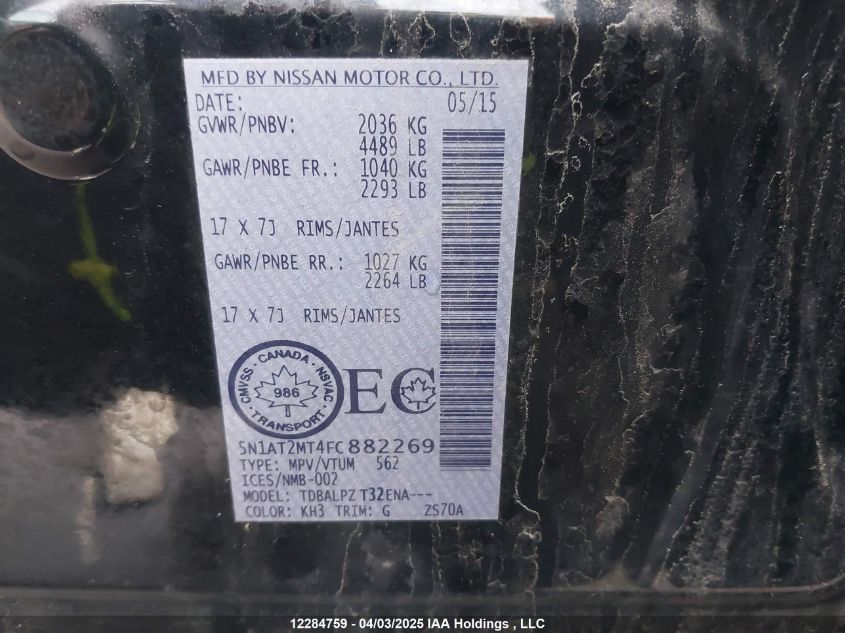 MFD BY NISSAN MOTOR CO., LTD.
DATE: 05/15
GVWR/PNBV: 2036 KG
4489 LB
GAWR/PNBE FR.: 1040 KG
2293 LB
17 X 7J RIMS/JANTES
GAWR/PNBE RR.: 1027 KG
2264 LB
17 X 7J RIMS/JANTES
CMVSS · CANADA · NSVAC · TRANSPORT ·
986
EC
5N1AT2MT4FC882269
TYPE: MPV/VTUM 562
ICES/NMB-002
MODEL: TDBALPZ T32ENA---
COLOR: KH3 TRIM: G ZS70A
12284759 - 04/03/2025 IAA Holdings , LLC